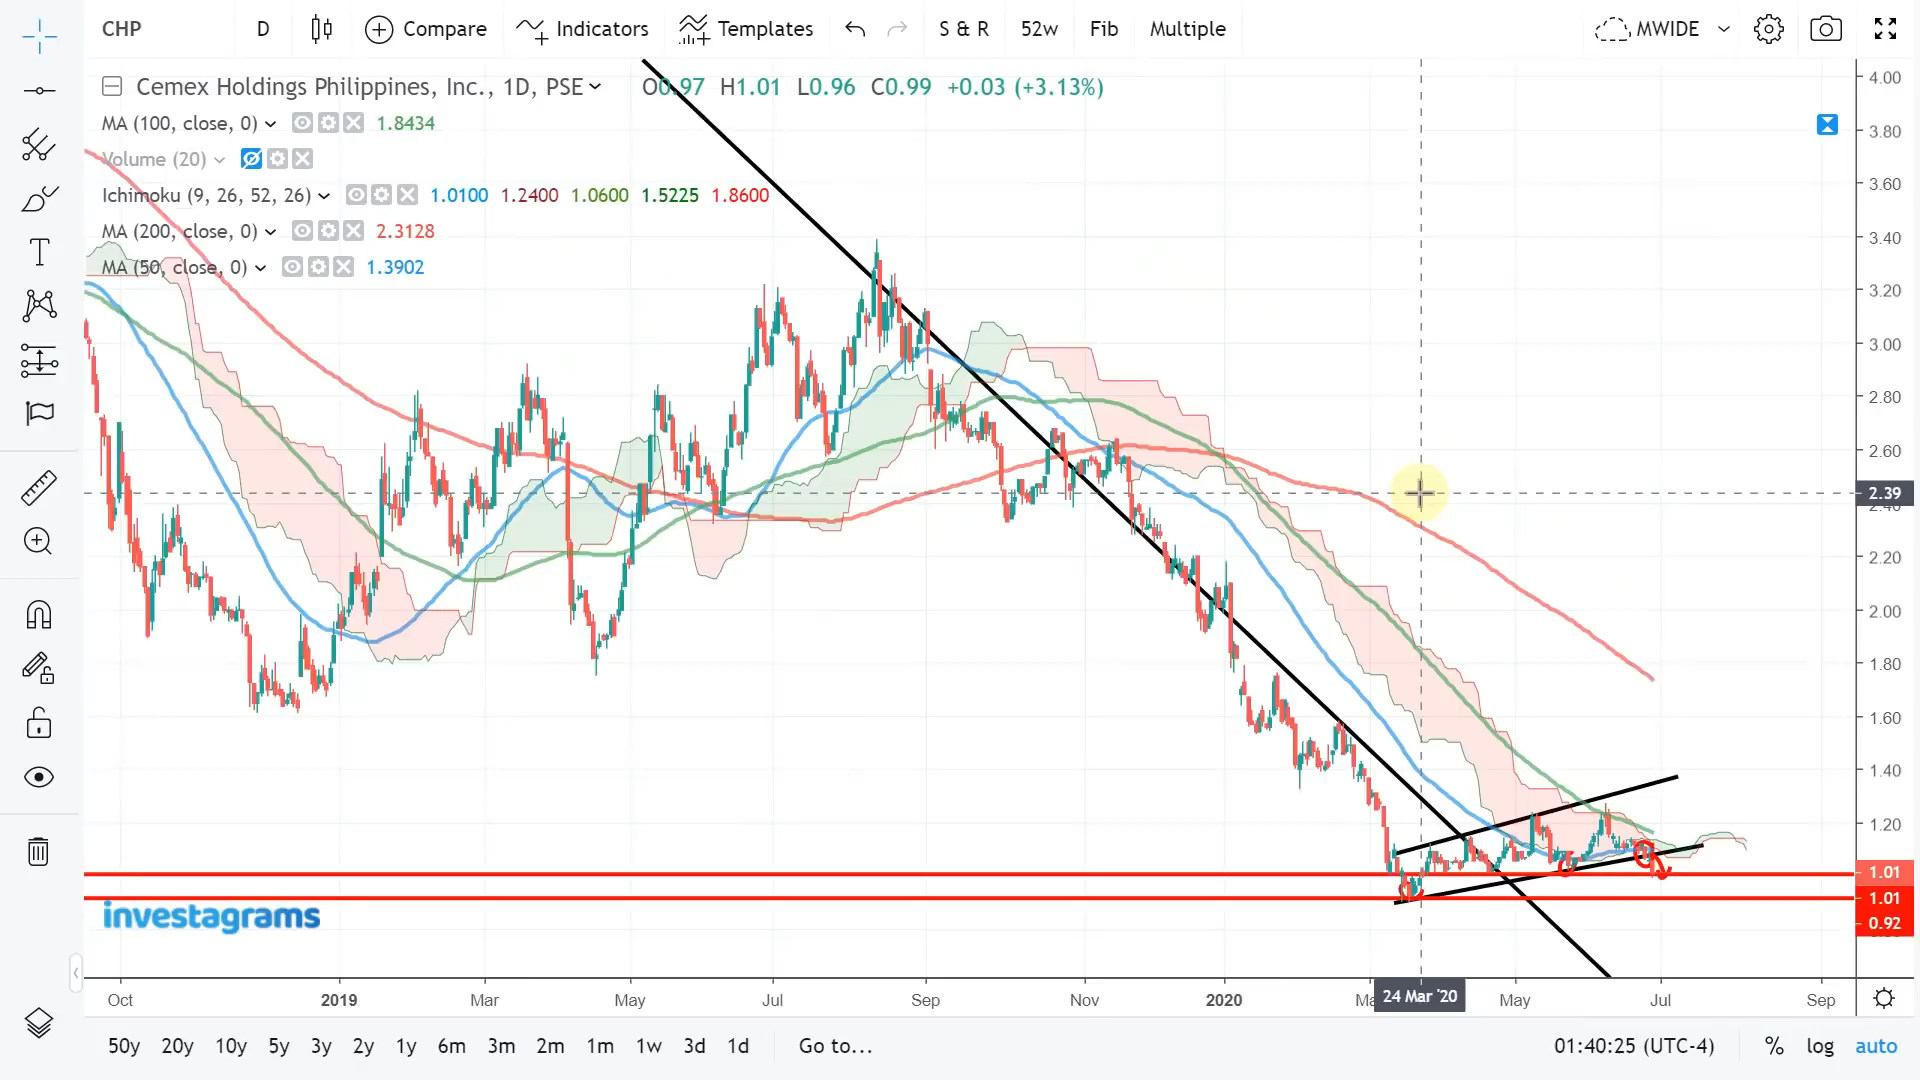 CHP D Compare Indicators Templates S & R 52w Fib Multiple MWIDE
Cemex Holdings Philippines, Inc., 1D, PSE O0.97 H1.01 L0.96 C0.99 +0.03 (+3.13%)
MA (100, close, 0) 1.8434
Volume (20)
Ichimoku (9, 26, 52, 26) 1.0100 1.2400 1.0600 1.5225 1.8600
MA (200, close, 0) 2.3128
MA (50, close, 0) 1.3902
4.00
3.80
3.60
3.40
3.20
3.00
2.80
2.60
2.39
2.40
2.20
2.00
1.80
1.60
1.40
1.20
1.01
1.01
0.92
investagrams
Oct 2019 Mar May Jul Sep Nov 2020 24 Mar '20 May Jul Sep
50y 20y 10y 5y 3y 2y 1y 6m 3m 2m 1m 1w 3d 1d Go to... 01:40:25 (UTC-4) % log auto